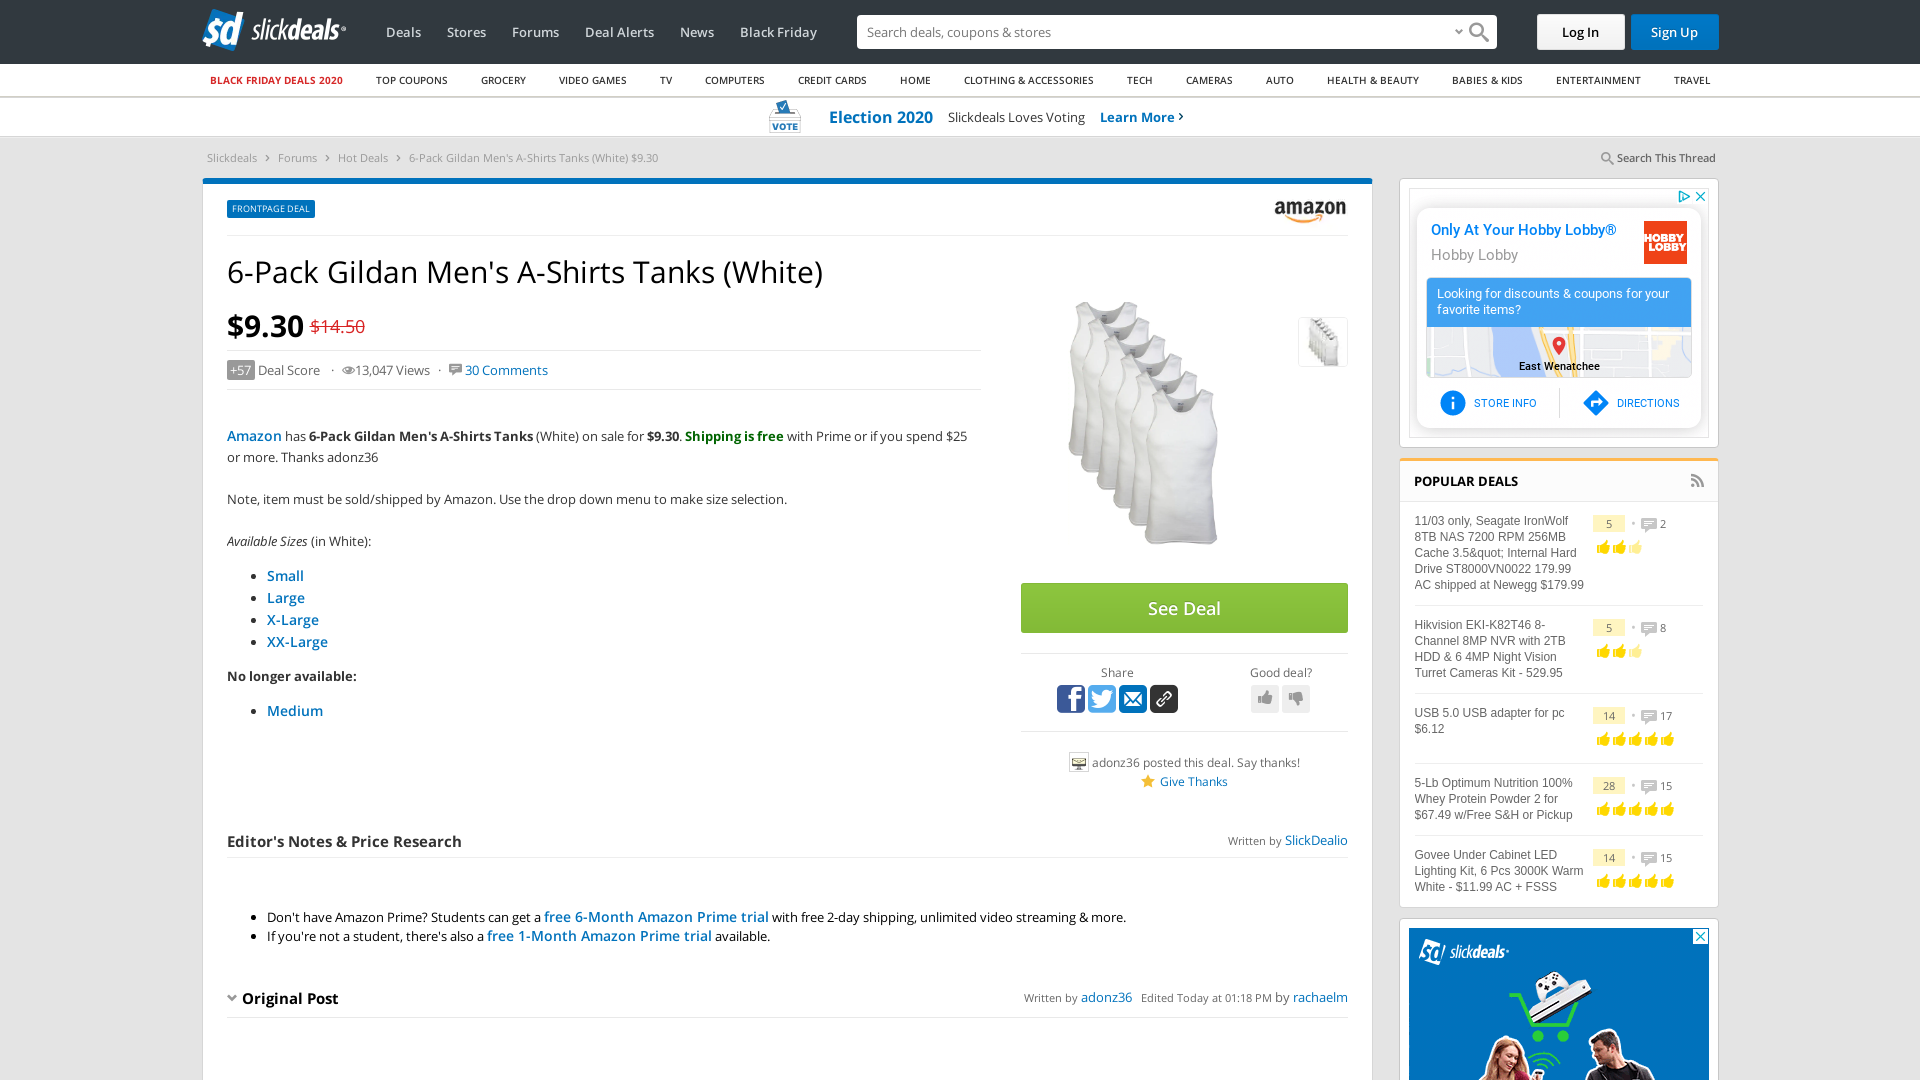 slickdeals
Deals
Stores
Forums
Deal Alerts
News
Black Friday
Search deals, coupons & stores
Log In
Sign Up
BLACK FRIDAY DEALS 2020
TOP COUPONS
GROCERY
VIDEO GAMES
TV
COMPUTERS
CREDIT CARDS
HOME
CLOTHING & ACCESSORIES
TECH
CAMERAS
AUTO
HEALTH & BEAUTY
BABIES & KIDS
ENTERTAINMENT
TRAVEL
VOTE
Election 2020 Slickdeals Loves Voting Learn More
Slickdeals › Forums › Hot Deals › 6-Pack Gildan Men's A-Shirts Tanks (White) $9.30
Search This Thread
FRONTPAGE DEAL
amazon
6-Pack Gildan Men's A-Shirts Tanks (White)
$9.30 $14.50
+57 Deal Score · 13,047 Views · 30 Comments
Amazon has 6-Pack Gildan Men's A-Shirts Tanks (White) on sale for $9.30. Shipping is free with Prime or if you spend $25
or more. Thanks adonz36
Note, item must be sold/shipped by Amazon. Use the drop down menu to make size selection.
Available Sizes (in White):
• Small
• Large
• X-Large
• XX-Large
No longer available:
• Medium
See Deal
Share
Good deal?
adonz36 posted this deal. Say thanks!
Give Thanks
Editor's Notes & Price Research
Written by SlickDealio
• Don't have Amazon Prime? Students can get a free 6-Month Amazon Prime trial with free 2-day shipping, unlimited video streaming & more.
• If you're not a student, there's also a free 1-Month Amazon Prime trial available.
Original Post
Written by adonz36 Edited Today at 01:18 PM by rachaelm
Only At Your Hobby Lobby®
Hobby Lobby
HOBBY
LOBBY
Looking for discounts & coupons for your
favorite items?
East Wenatchee
STORE INFO
DIRECTIONS
POPULAR DEALS
11/03 only, Seagate IronWolf
8TB NAS 7200 RPM 256MB
Cache 3.5&quot; Internal Hard
Drive ST8000VN0022 179.99
AC shipped at Newegg $179.99
5 • 2
Hikvision EKI-K82T46 8-
Channel 8MP NVR with 2TB
HDD & 6 4MP Night Vision
Turret Cameras Kit - 529.95
5 • 8
USB 5.0 USB adapter for pc
$6.12
14 • 17
5-Lb Optimum Nutrition 100%
Whey Protein Powder 2 for
$67.49 w/Free S&H or Pickup
28 • 15
Govee Under Cabinet LED
Lighting Kit, 6 Pcs 3000K Warm
White - $11.99 AC + FSSS
14 • 15
slickdeals